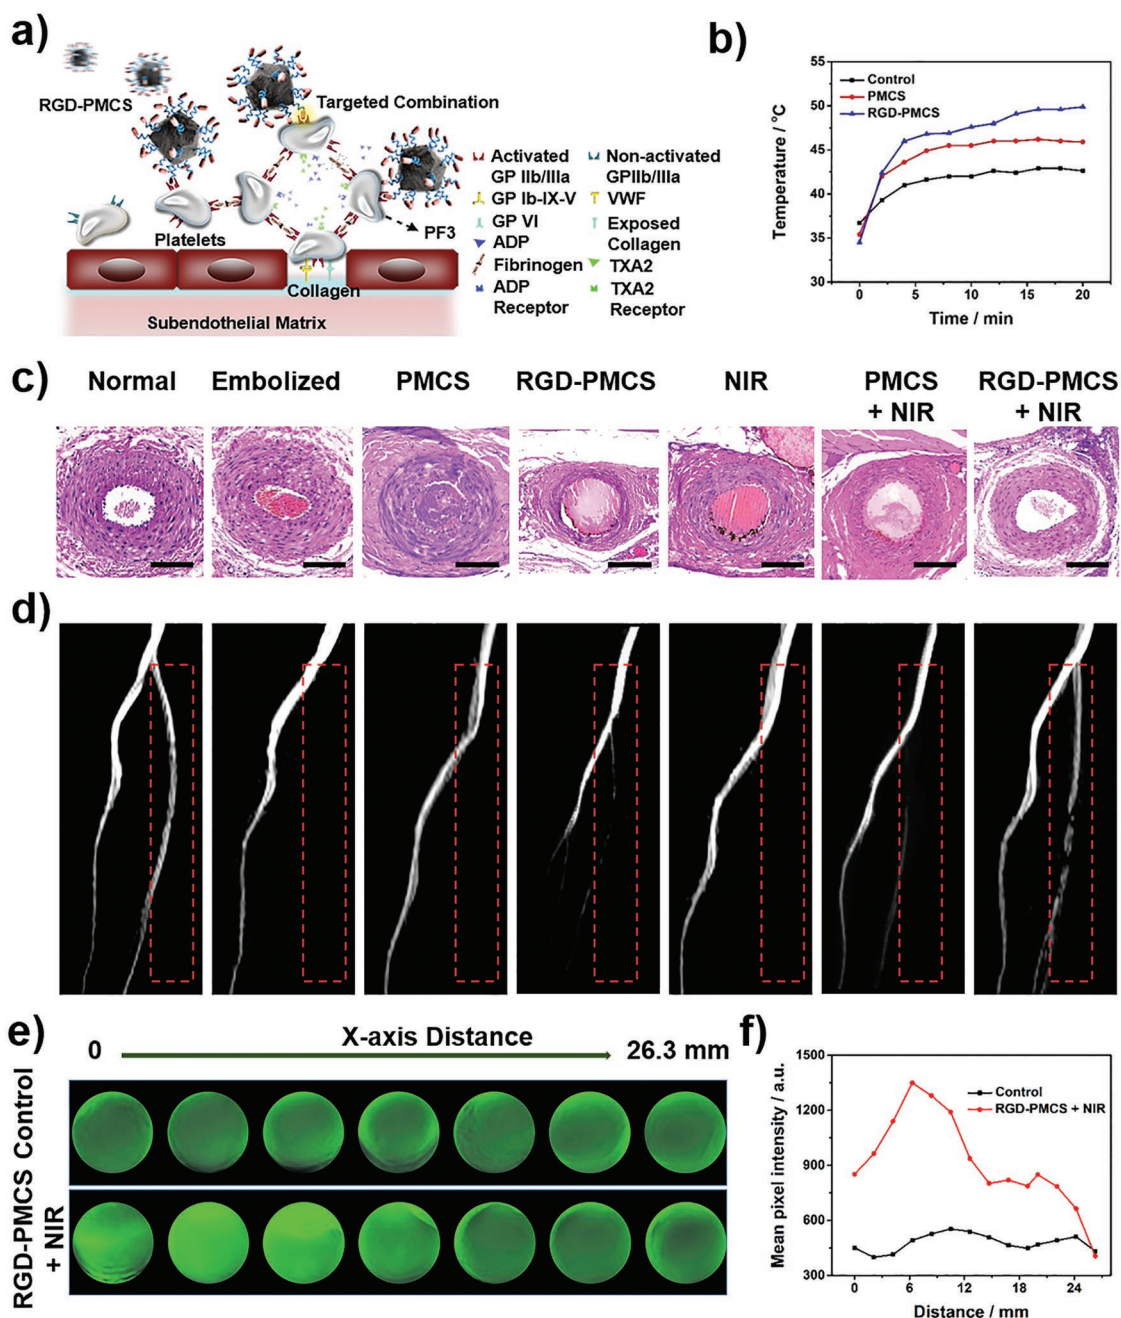 a)
RGD-PMCS
Targeted Combination
Platelets
PF3
Collagen
Subendothelial Matrix
Activated
GP IIb/IIIa
GP Ib-IX-V
GP VI
ADP
Fibrinogen
ADP
Receptor
Non-activated
GPIIb/IIIa
VWF
Exposed
Collagen
TXA2
TXA2
Receptor
b)
55
50
45
40
35
30
Temperature / °C
Control
PMCS
RGD-PMCS
0 5 10 15 20
Time / min
c)
Normal Embolized PMCS RGD-PMCS NIR PMCS RGD-PMCS
+ NIR + NIR
d)
e)
X-axis Distance
0 26.3 mm
Control
RGD-PMCS
+ NIR
f)
1500
1200
900
600
300
Mean pixel intensity / a.u.
Control
RGD-PMCS + NIR
0 6 12 18 24
Distance / mm